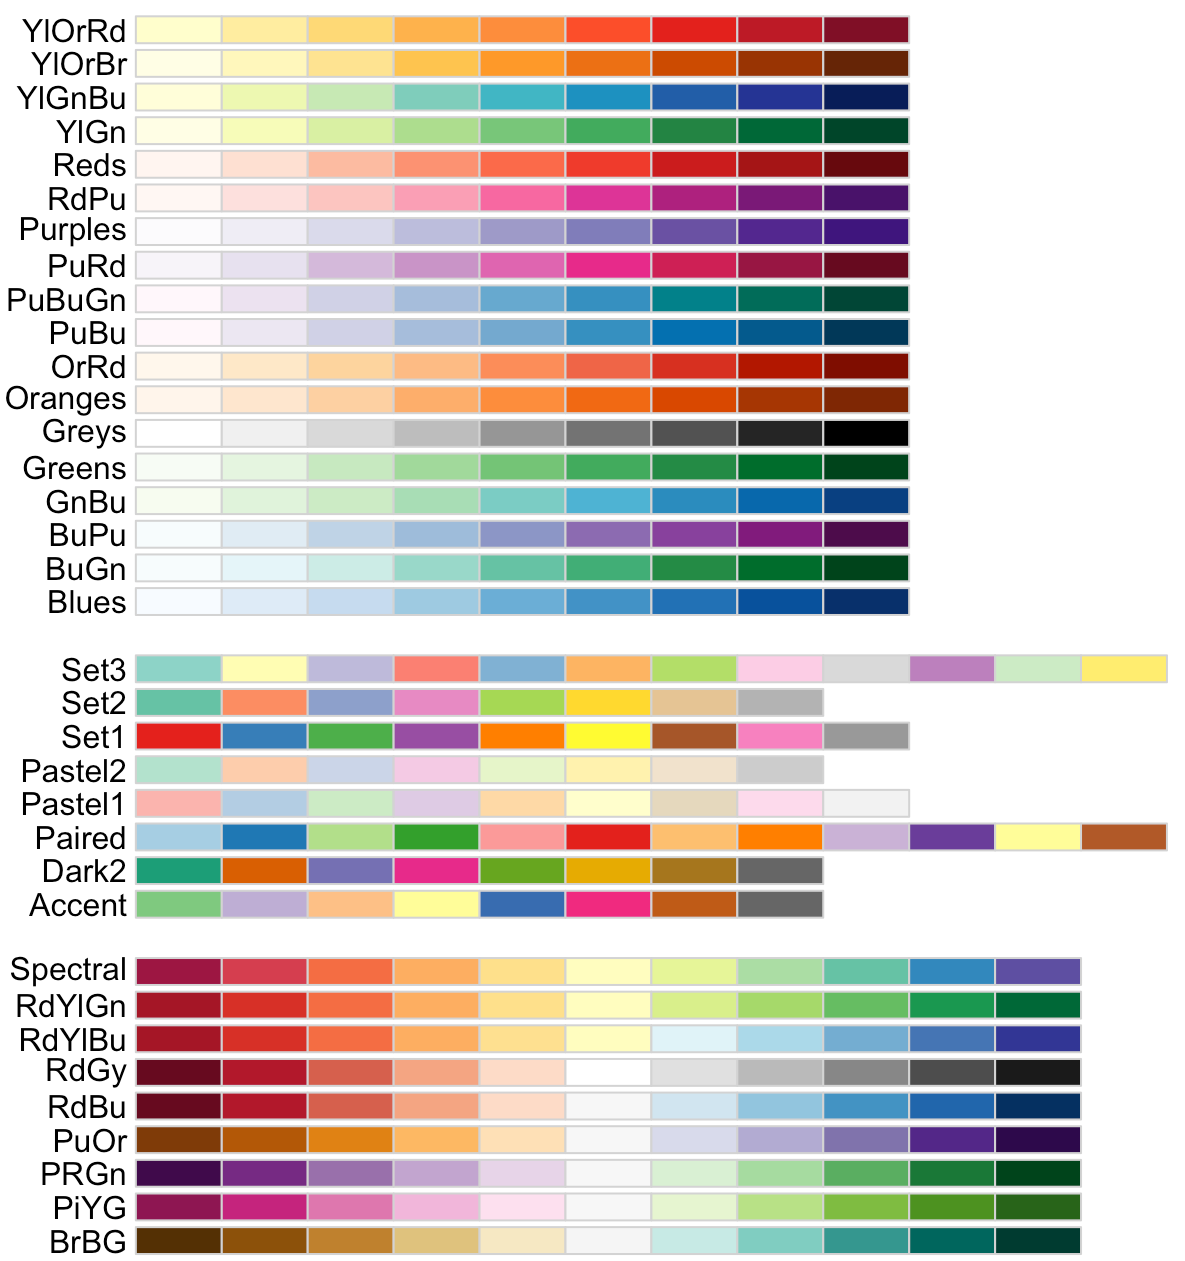 YlOrRd
YlOrBr
YlGnBu
YlGn
Reds
RdPu
Purples
PuRd
PuBuGn
PuBu
OrRd
Oranges
Greys
Greens
GnBu
BuPu
BuGn
Blues
Set3
Set2
Set1
Pastel2
Pastel1
Paired
Dark2
Accent
Spectral
RdYlGn
RdYlBu
RdGy
RdBu
PuOr
PRGn
PiYG
BrBG